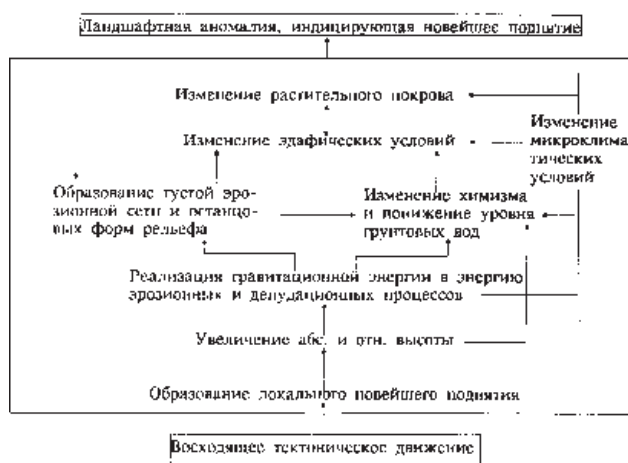 Ландшафтная аномалия, индицирующая новейшее поднятие
Изменение растительного покрова
Изменение эдафических условий
Изменение
микроклима
тических
условий
Образование густой эро-
зионной сети и останцо-
вых форм рельефа
Изменение химизма
и понижение уровня
грунтовых вод
Реализация гравитационной энергии в энергию
эрозионных и денудационных процессов
Увеличение абс. и отн. высоты
Образование локального новейшего поднятия
Восходящее тектоническое движение